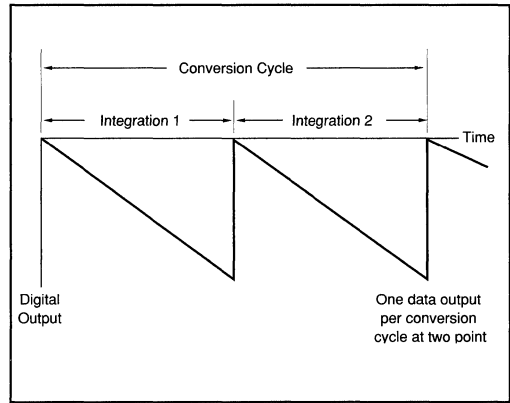 Conversion Cycle
Integration 1
Integration 2
Time
Digital
Output
One data output
per conversion
cycle at two point